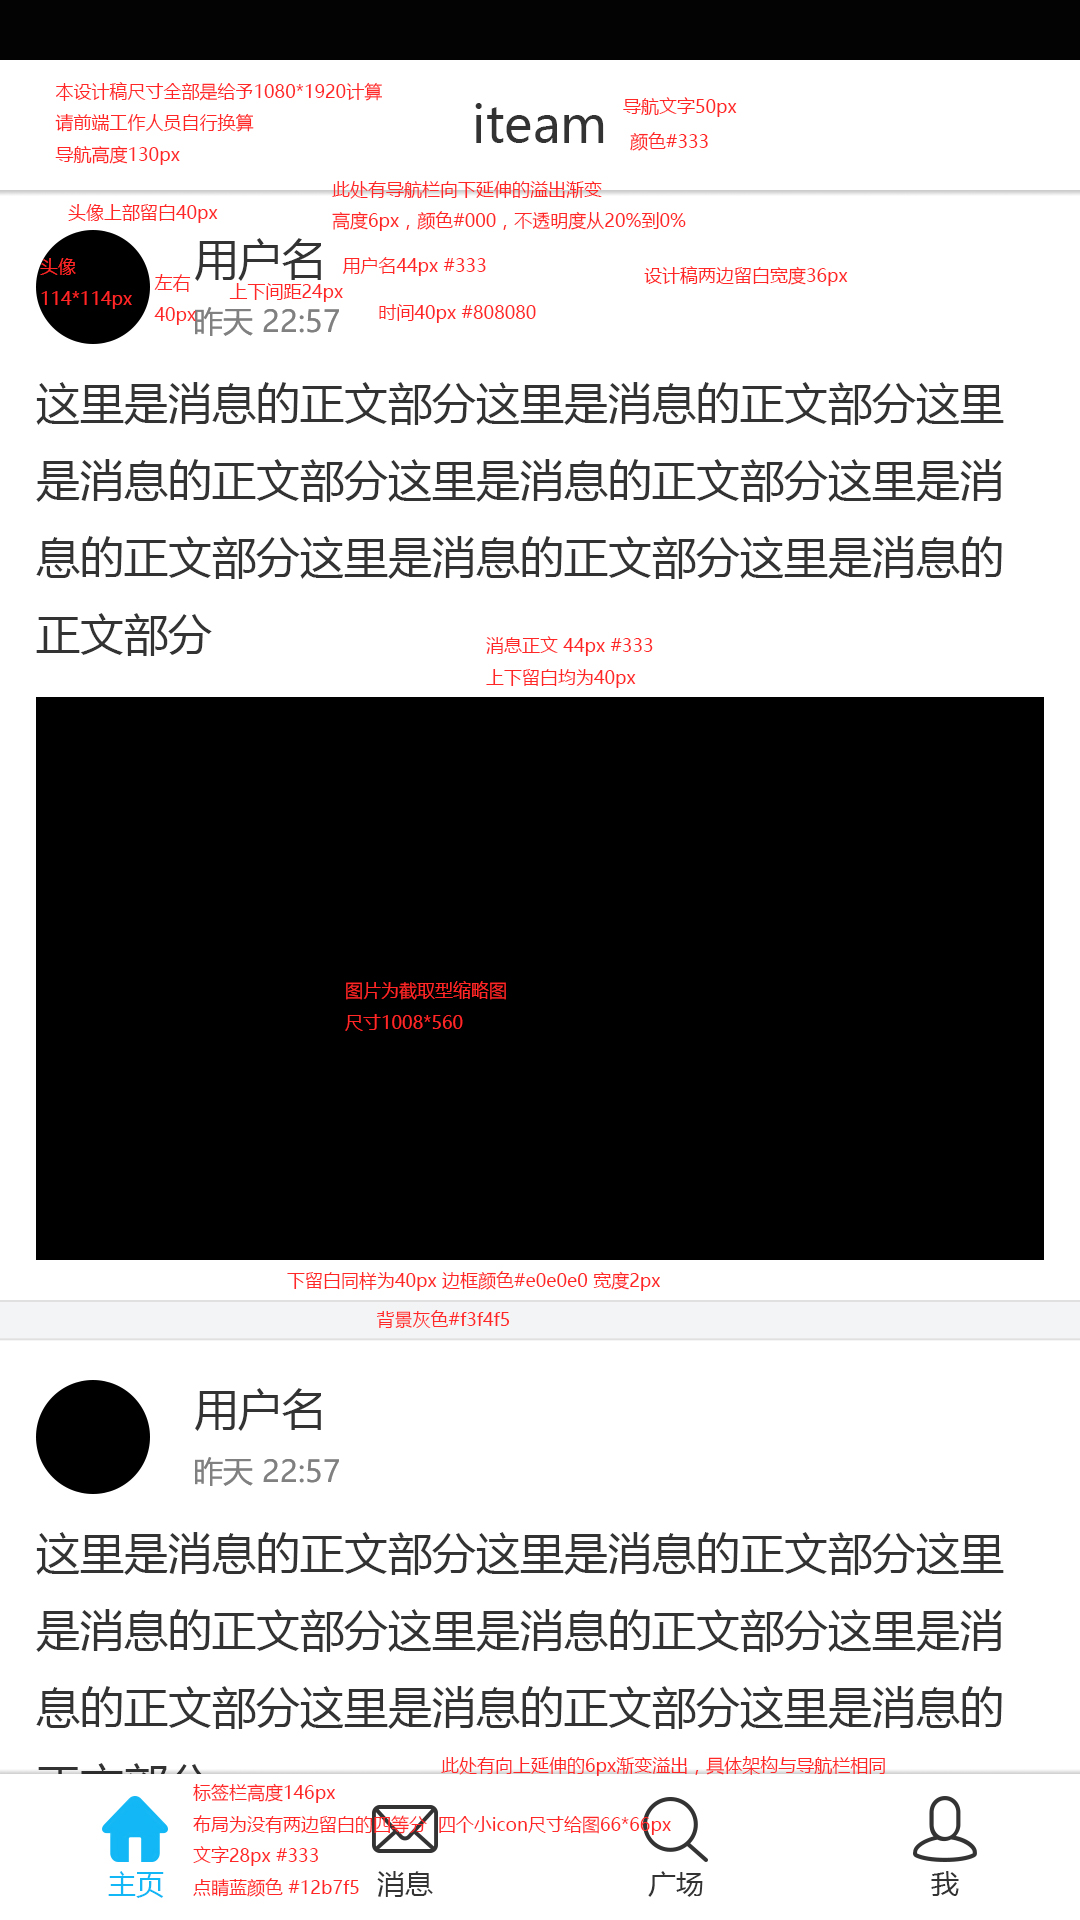 本设计稿尺寸全部是给予1080*1920计算
请前端工作人员自行换算
导航高度130px
iteam
导航文字50px
颜色#333
此处有导航栏向下延伸的溢出渐变
高度6px，颜色#000，不透明度从20%到0%
头像上部留白40px
头像
114*114px
左右
40px
用户名
用户名44px #333
上下间距24px
设计稿两边留白宽度36px
昨天 22:57
时间40px #808080
这里是消息的正文部分这里是消息的正文部分这里
是消息的正文部分这里是消息的正文部分这里是消
息的正文部分这里是消息的正文部分这里是消息的
正文部分
消息正文 44px #333
上下留白均为40px
图片为截取型缩略图
尺寸1008*560
下留白同样为40px 边框颜色#e0e0e0 宽度2px
背景灰色#f3f4f5
用户名
昨天 22:57
这里是消息的正文部分这里是消息的正文部分这里
是消息的正文部分这里是消息的正文部分这里是消
息的正文部分这里是消息的正文部分这里是消息的
正文部分
此处有向上延伸的6px渐变溢出，具体架构与导航栏相同
标签栏高度146px
布局为没有两边留白的四等分 四个小icon尺寸给图66*66px
文字28px #333
点睛蓝颜色 #12b7f5
主页
消息
广场
我